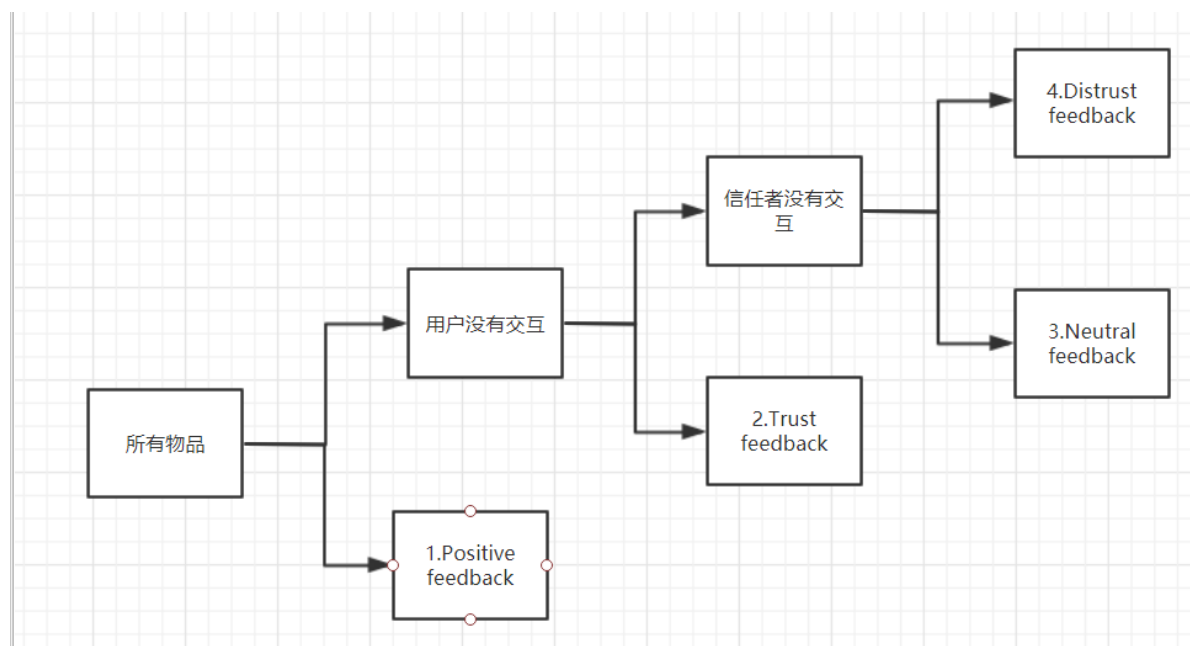 所有物品
用户没有交互
1.Positive
feedback
信任者没有交
互
2.Trust
feedback
4.Distrust
feedback
3.Neutral
feedback